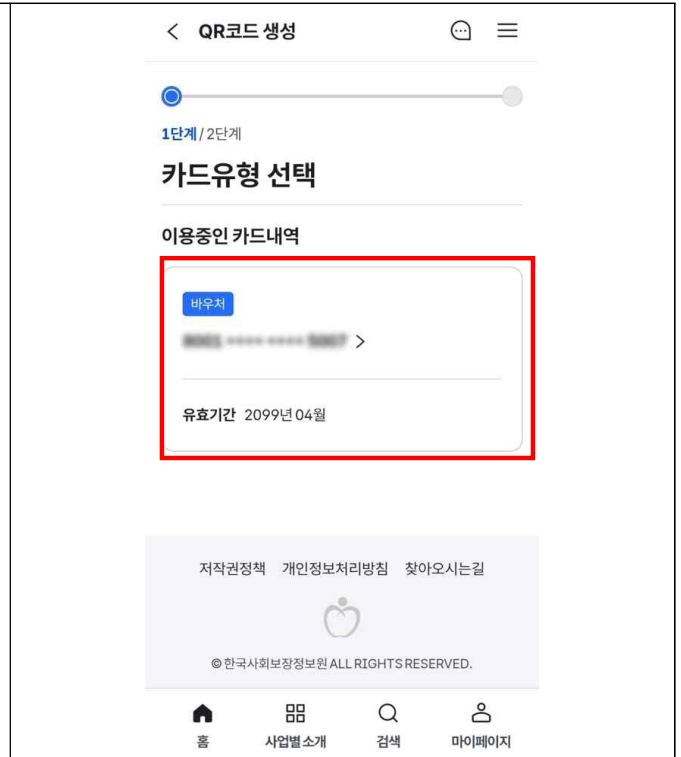 QR코드 생성
1단계 / 2단계
카드유형 선택
이용중인 카드내역
바우처
유효기간 2099년 04월
저작권정책 개인정보처리방침 찾아오시는길
© 한국사회보장정보원 ALL RIGHTS RESERVED.
홈 사업별소개 검색 마이페이지